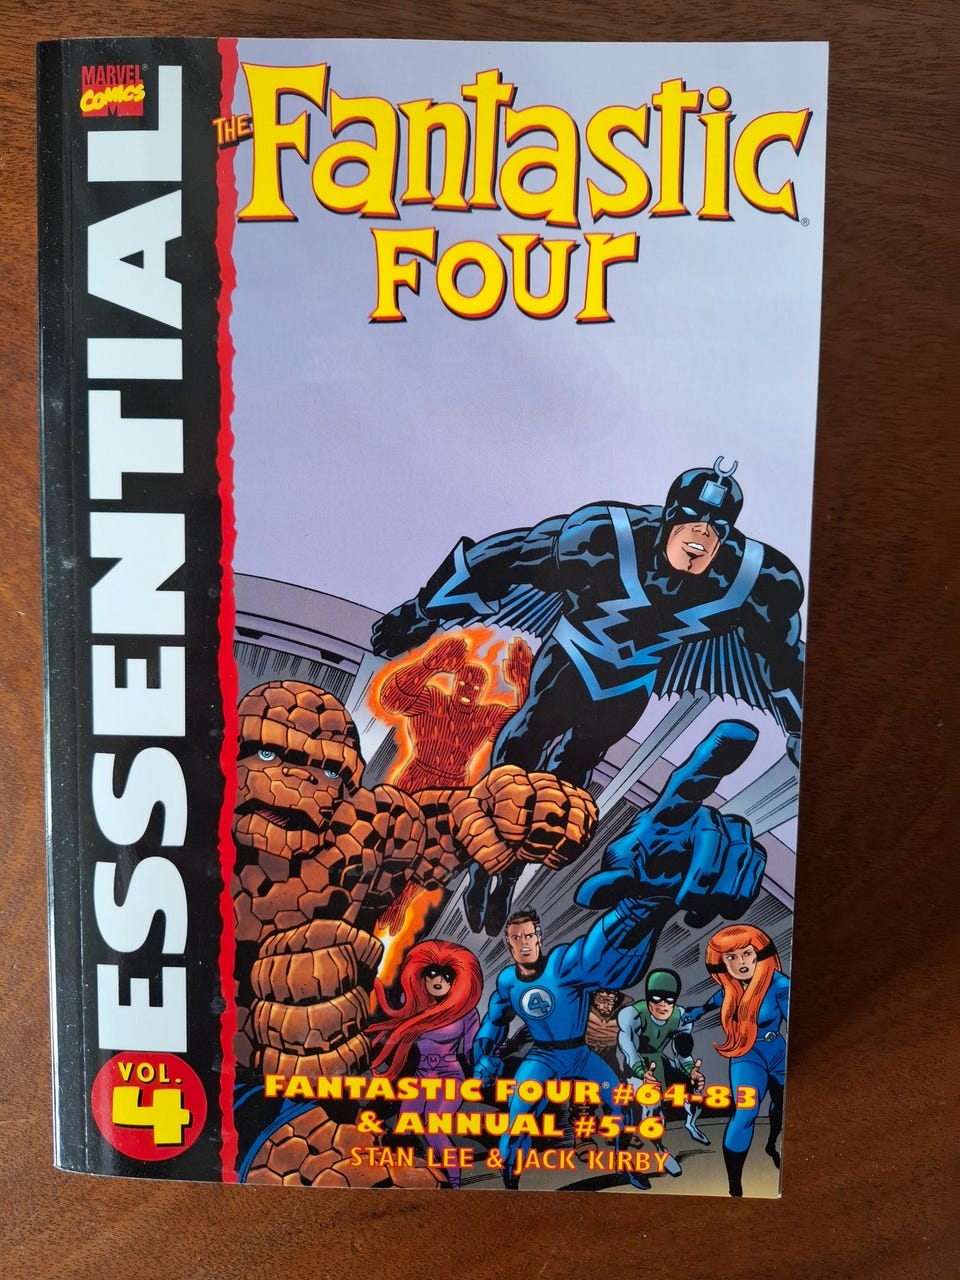 MARVEL®
COMICS
ESSENTIAL
VOL.
4
THE
Fantastic
Four®
4
M
FANTASTIC FOUR® #64-83
& ANNUAL #5-6
STAN LEE & JACK KIRBY